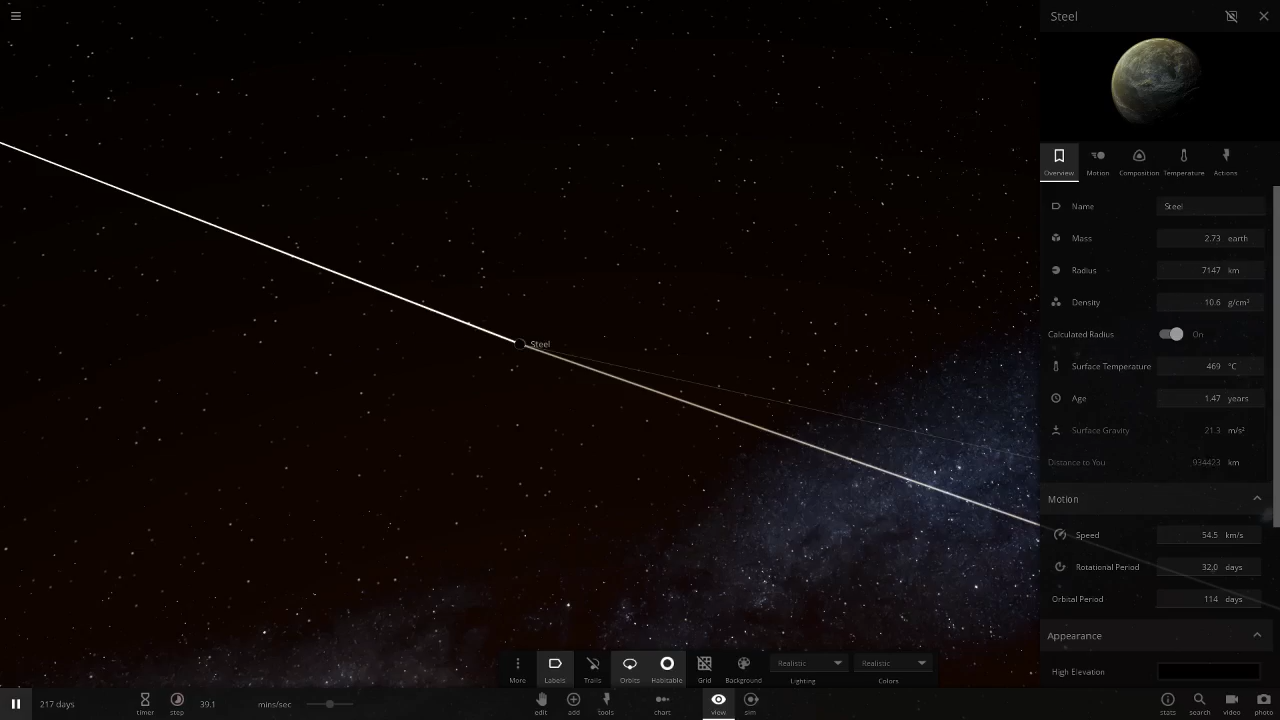 Steel
Overview Motion Composition Temperature Actions
Name Steel
Mass 2.73 earth
Radius 7147 km
Density 10.6 g/cm³
Calculated Radius On
Surface Temperature 469 °C
Age 1.47 years
Surface Gravity 21.3 m/s²
Distance to You 934423 km
Motion
Speed 54.5 km/s
Rotational Period 32.0 days
Orbital Period 114 days
Appearance
High Elevation
Steel
Realistic Realistic
More Labels Trails Orbits Habitable Grid Background Lighting Colors
217 days timer step 39.1 mins/sec edit add tools chart view sim stats search video photo